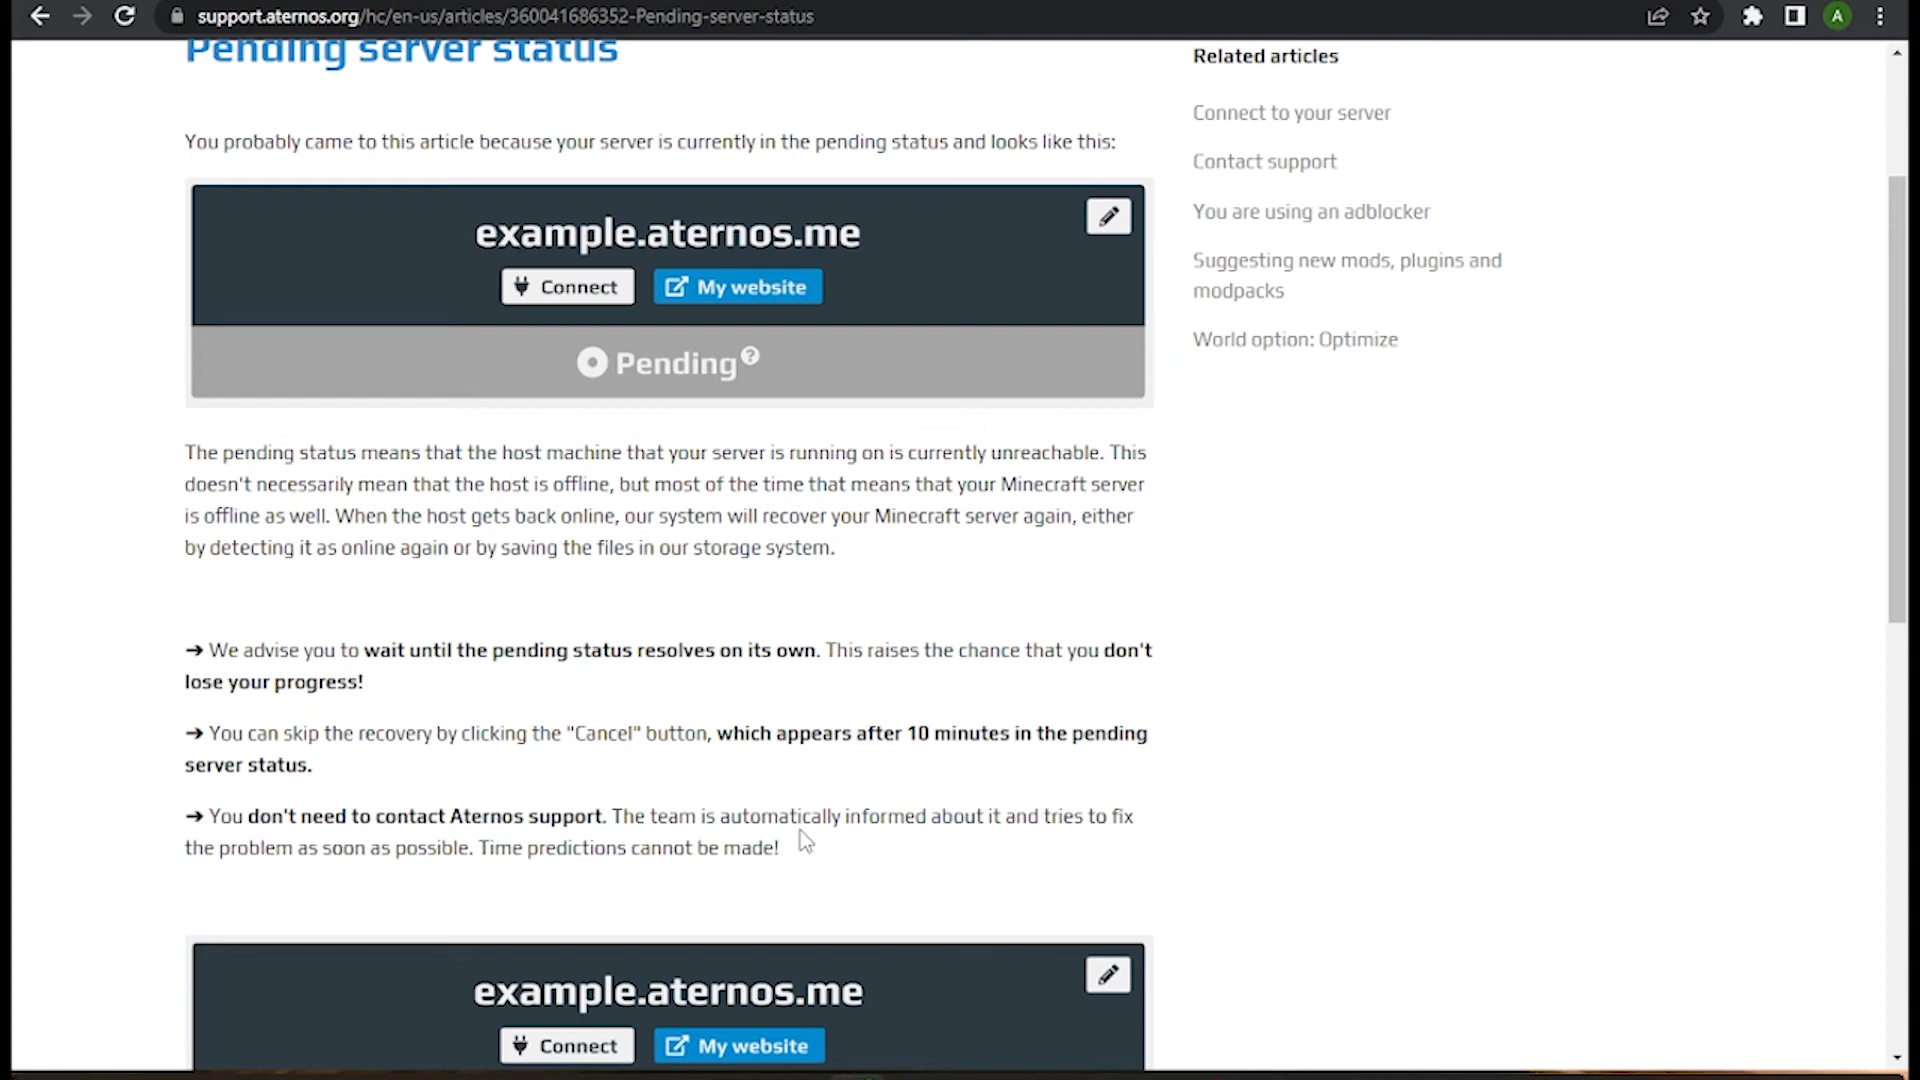 support.aternos.org/hc/en-us/articles/360041686352-Pending-server-status
A
Pending server status
You probably came to this article because your server is currently in the pending status and looks like this:
example.aternos.me
Connect
My website
Pending?
The pending status means that the host machine that your server is running on is currently unreachable. This
doesn't necessarily mean that the host is offline, but most of the time that means that your Minecraft server
is offline as well. When the host gets back online, our system will recover your Minecraft server again, either
by detecting it as online again or by saving the files in our storage system.
➔ We advise you to wait until the pending status resolves on its own. This raises the chance that you don't
lose your progress!
➔ You can skip the recovery by clicking the "Cancel" button, which appears after 10 minutes in the pending
server status.
➔ You don't need to contact Aternos support. The team is automatically informed about it and tries to fix
the problem as soon as possible. Time predictions cannot be made!
example.aternos.me
Connect
My website
Related articles
Connect to your server
Contact support
You are using an adblocker
Suggesting new mods, plugins and
modpacks
World option: Optimize